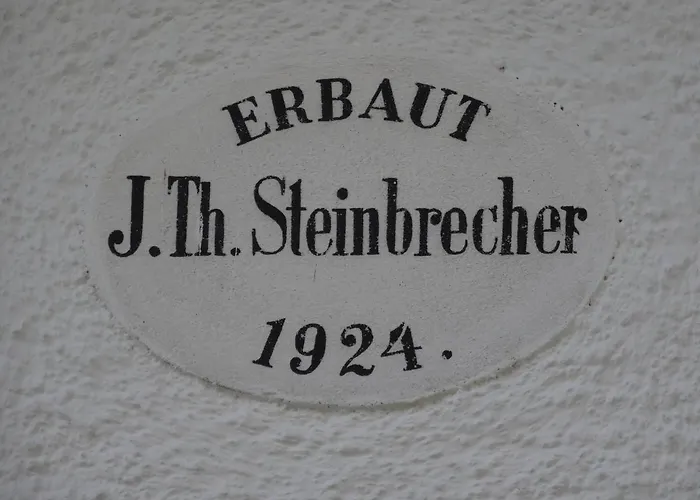 ERBAUT
J.Th. Steinbrecher
1924.